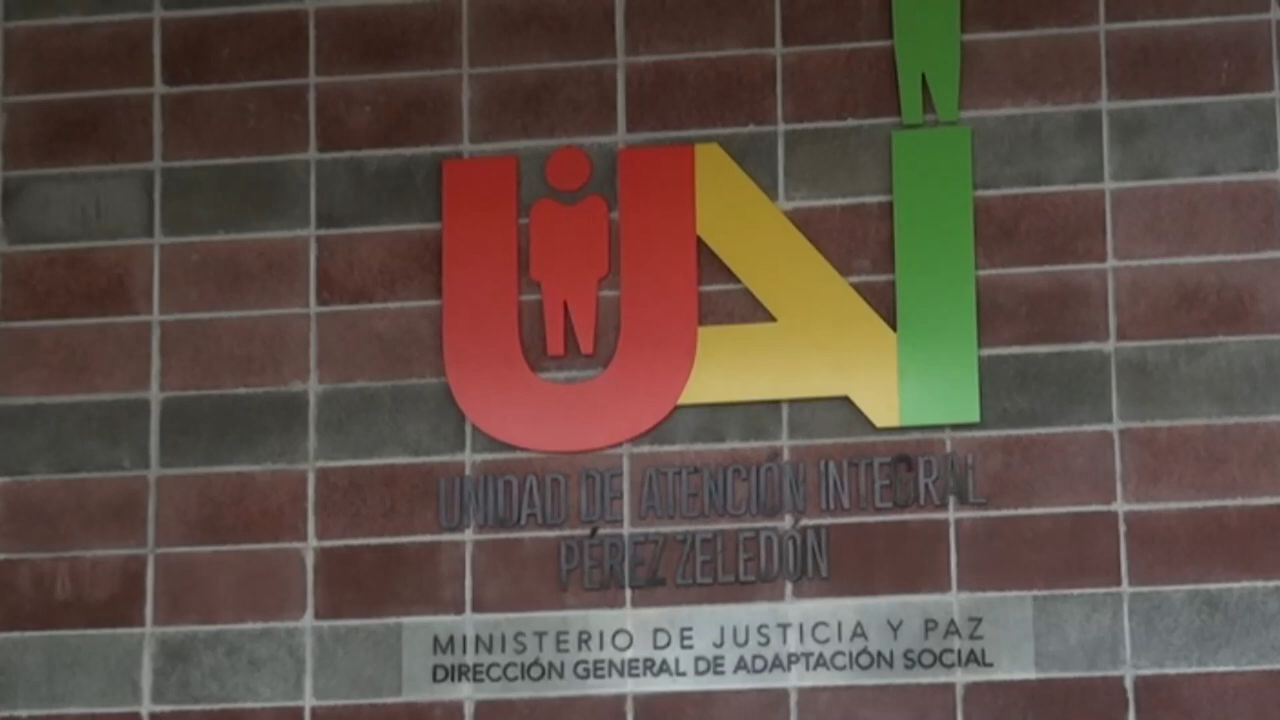 UAI
UNIDAD DE ATENCIÓN INTEGRAL
PÉREZ ZELEDÓN
MINISTERIO DE JUSTICIA Y PAZ
DIRECCIÓN GENERAL DE ADAPTACIÓN SOCIAL